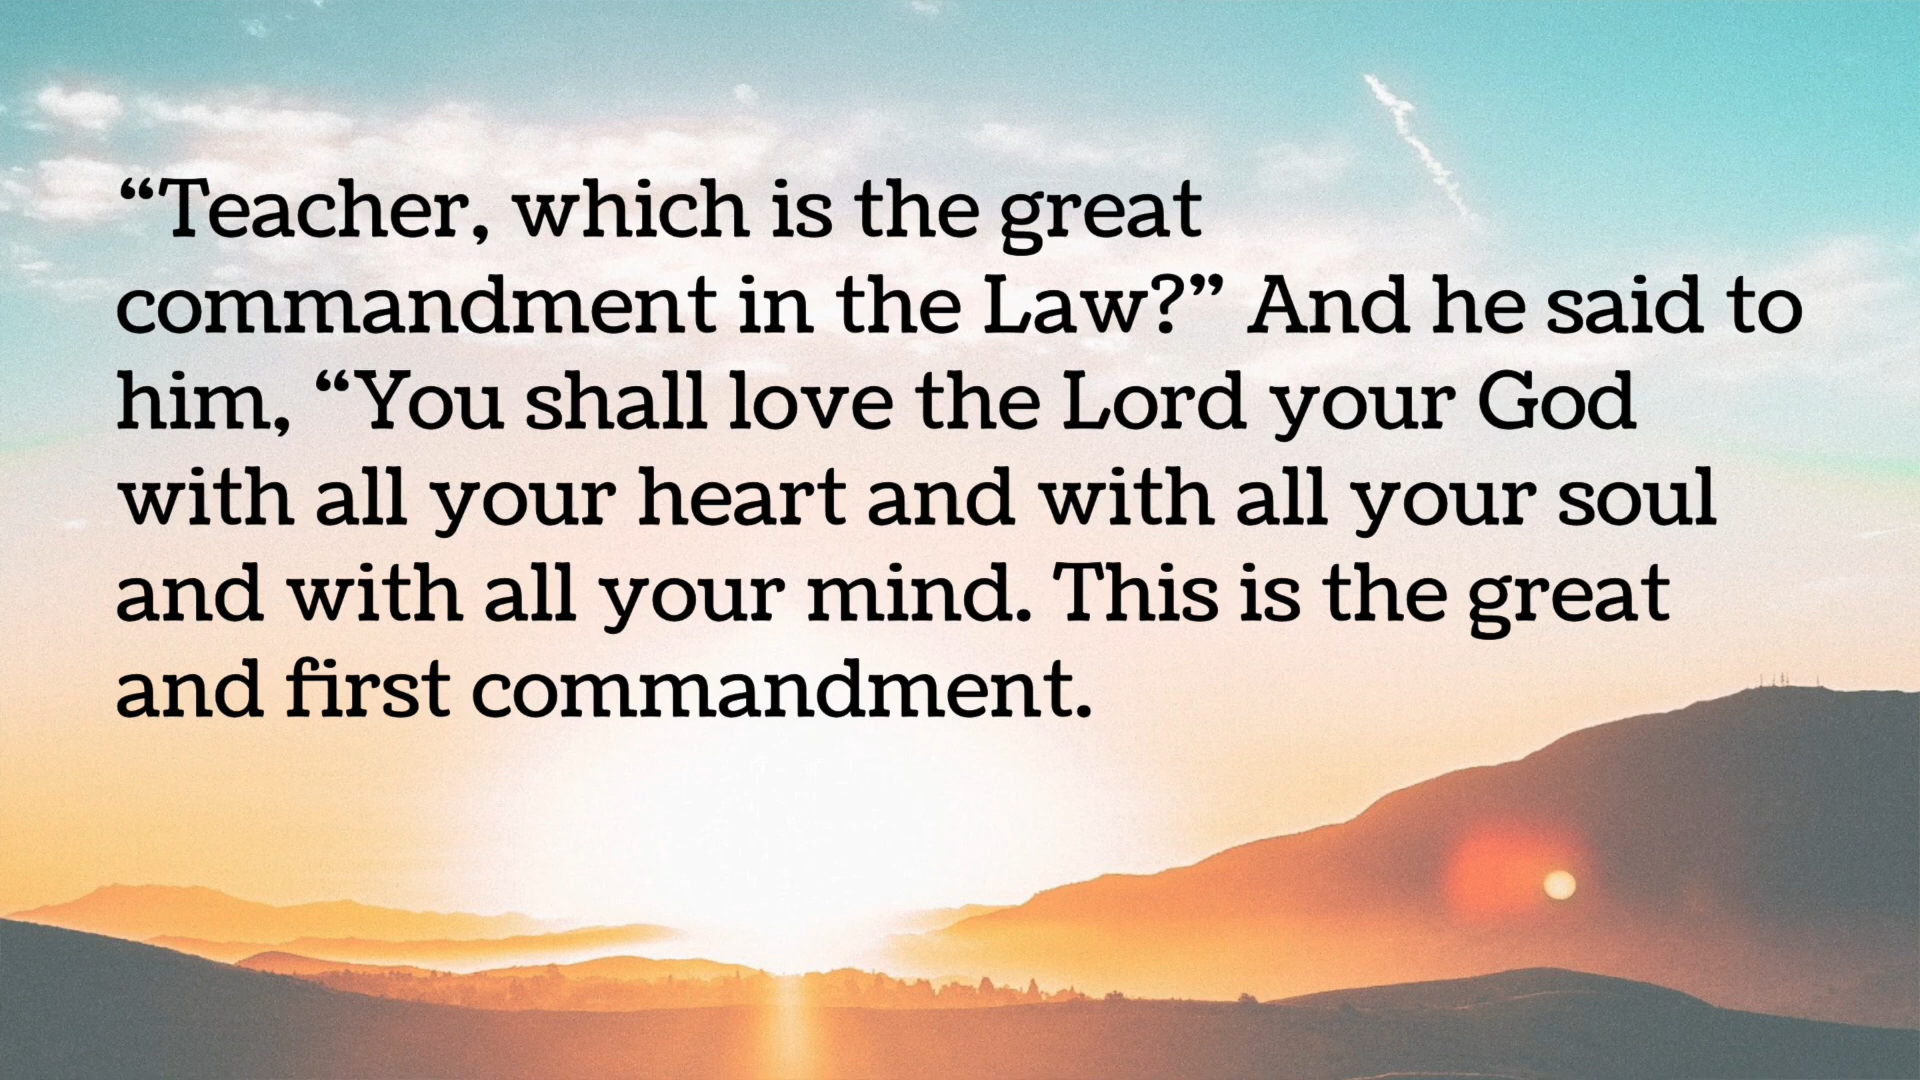 “Teacher, which is the great
commandment in the Law?” And he said to
him, “You shall love the Lord your God
with all your heart and with all your soul
and with all your mind. This is the great
and first commandment.